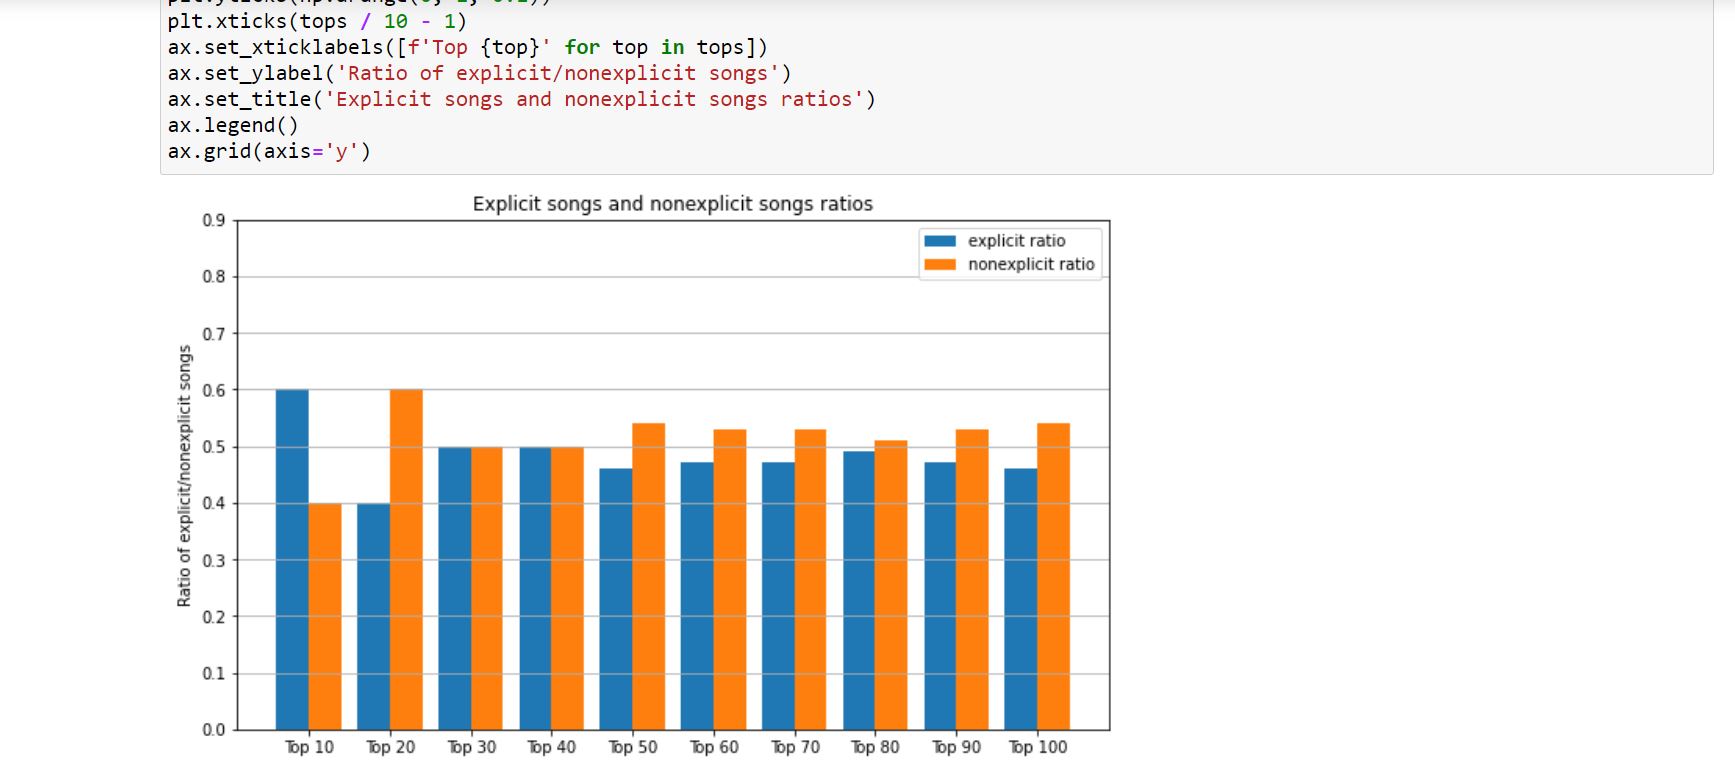 plt.xticks(tops / 10 - 1)
ax.set_xticklabels([f'Top {top}' for top in tops])
ax.set_ylabel('Ratio of explicit/nonexplicit songs')
ax.set_title('Explicit songs and nonexplicit songs ratios')
ax.legend()
ax.grid(axis='y')
Explicit songs and nonexplicit songs ratios
explicit ratio
nonexplicit ratio
Ratio of explicit/nonexplicit songs
0.9
0.8
0.7
0.6
0.5
0.4
0.3
0.2
0.1
0.0
Top 10 Top 20 Top 30 Top 40 Top 50 Top 60 Top 70 Top 80 Top 90 Top 100